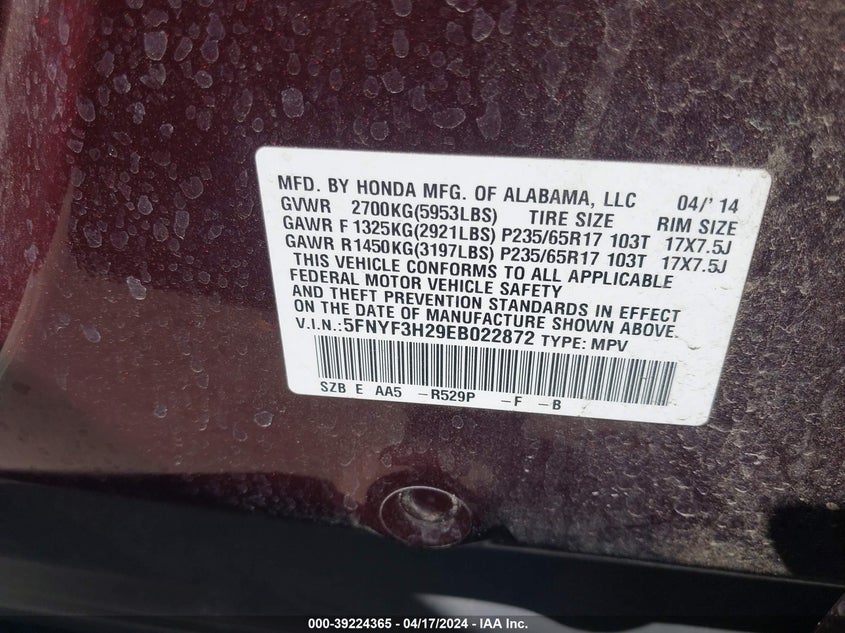 MFD. BY HONDA MFG. OF ALABAMA, LLC 04/'14
GVWR 2700KG(5953LBS) TIRE SIZE RIM SIZE
GAWR F 1325KG(2921LBS) P235/65R17 103T 17X7.5J
GAWR R1450KG(3197LBS) P235/65R17 103T 17X7.5J
THIS VEHICLE CONFORMS TO ALL APPLICABLE
FEDERAL MOTOR VEHICLE SAFETY
AND THEFT PREVENTION STANDARDS IN EFFECT
ON THE DATE OF MANUFACTURE SHOWN ABOVE.
V.I.N.:5FNYF3H29EB022872 TYPE: MPV
SZB E AA5 -R529P -F -B
000-39224365 - 04/17/2024 - IAA Inc.